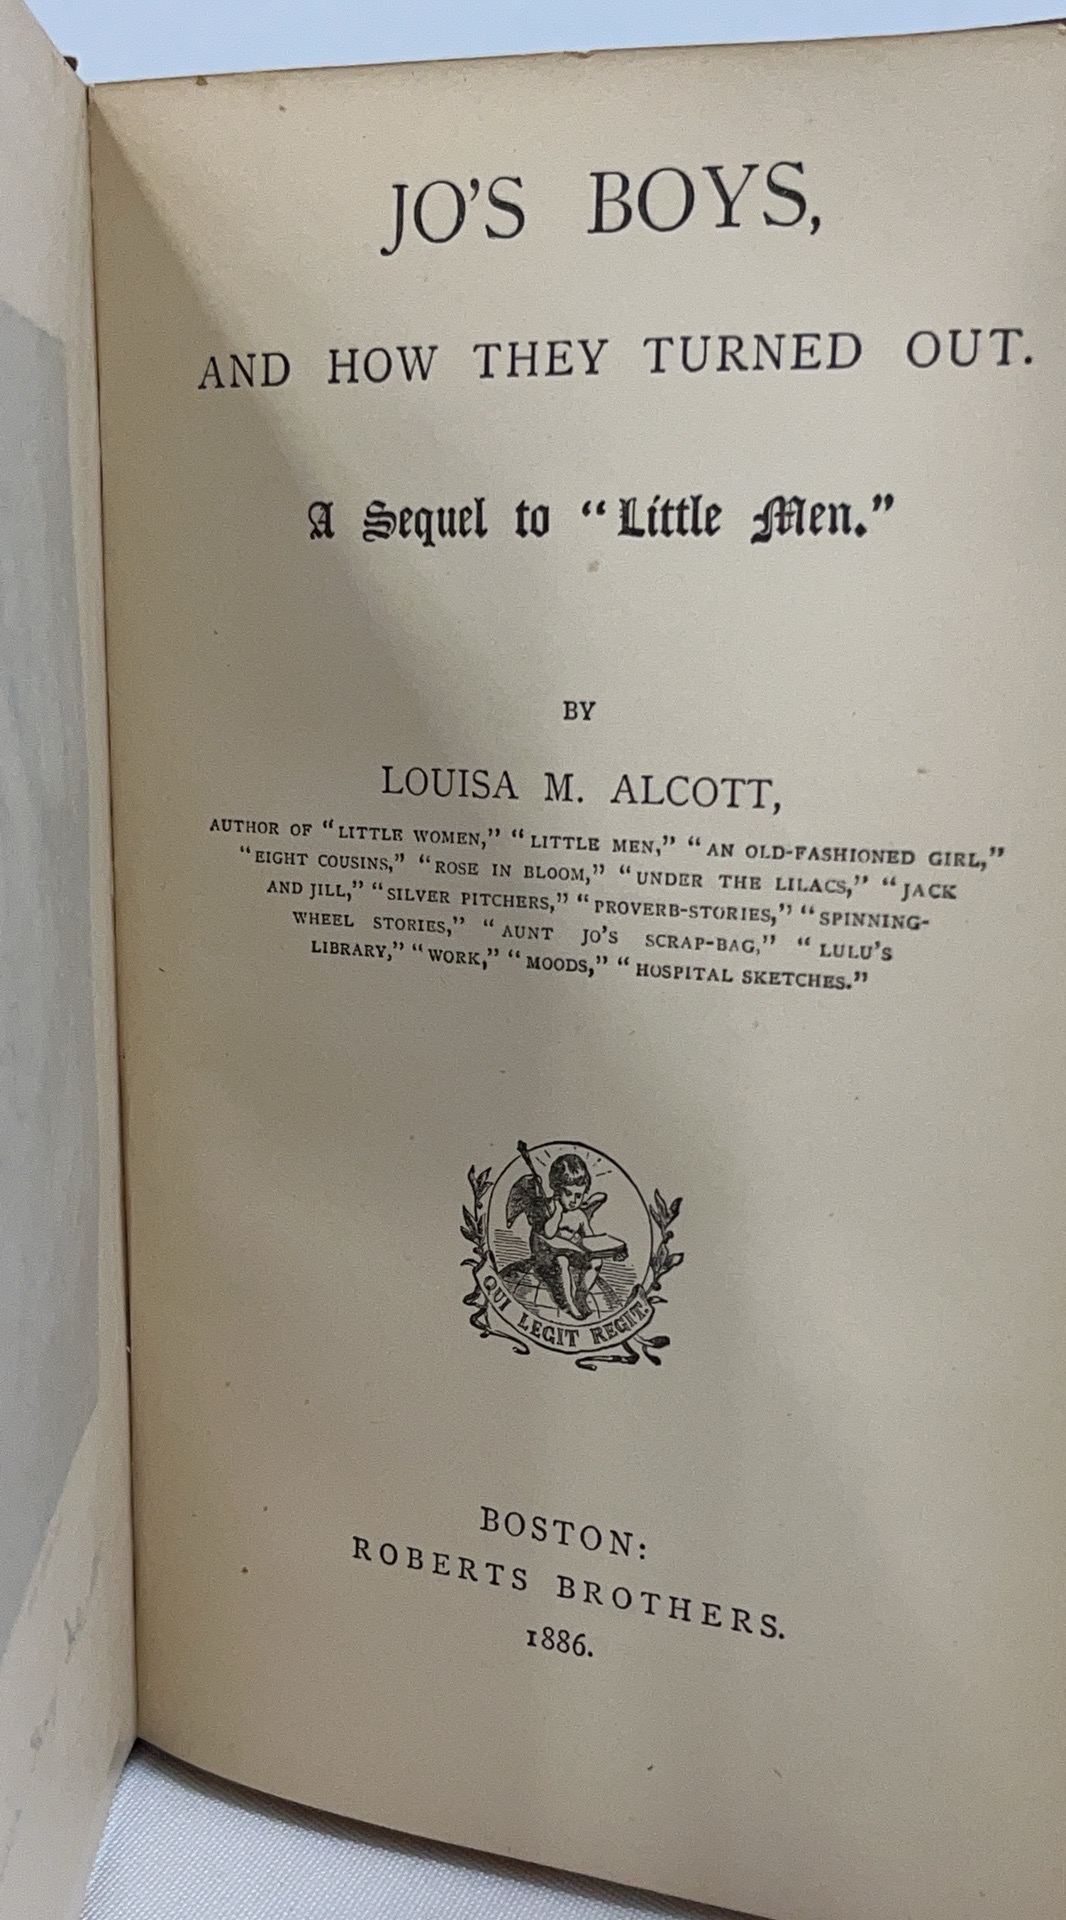 JO'S BOYS,
AND HOW THEY TURNED OUT.
A Sequel to “Little Men.”
BY
LOUISA M. ALCOTT,
AUTHOR OF “LITTLE WOMEN,” “LITTLE MEN,” “AN OLD-FASHIONED GIRL,”
“EIGHT COUSINS,” “ROSE IN BLOOM,” “UNDER THE LILACS,” “JACK
AND JILL,” “SILVER PITCHERS,” “PROVERB-STORIES,” “SPINNING-
WHEEL STORIES,” “AUNT JO'S SCRAP-BAG,” “LULU'S
LIBRARY,” “WORK,” “MOODS,” “HOSPITAL SKETCHES.”
QUI LEGIT REGIT.
BOSTON:
ROBERTS BROTHERS.
1886.